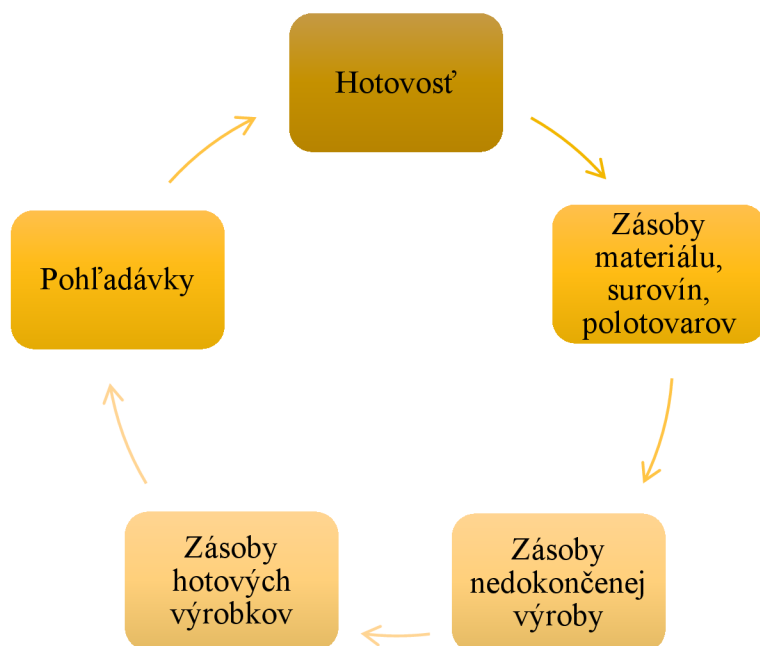 Hotovosť
Zásoby
materiálu,
surovín,
polotovarov
Zásoby
nedokončenej
výroby
Zásoby
hotových
výrobkov
Pohľadávky